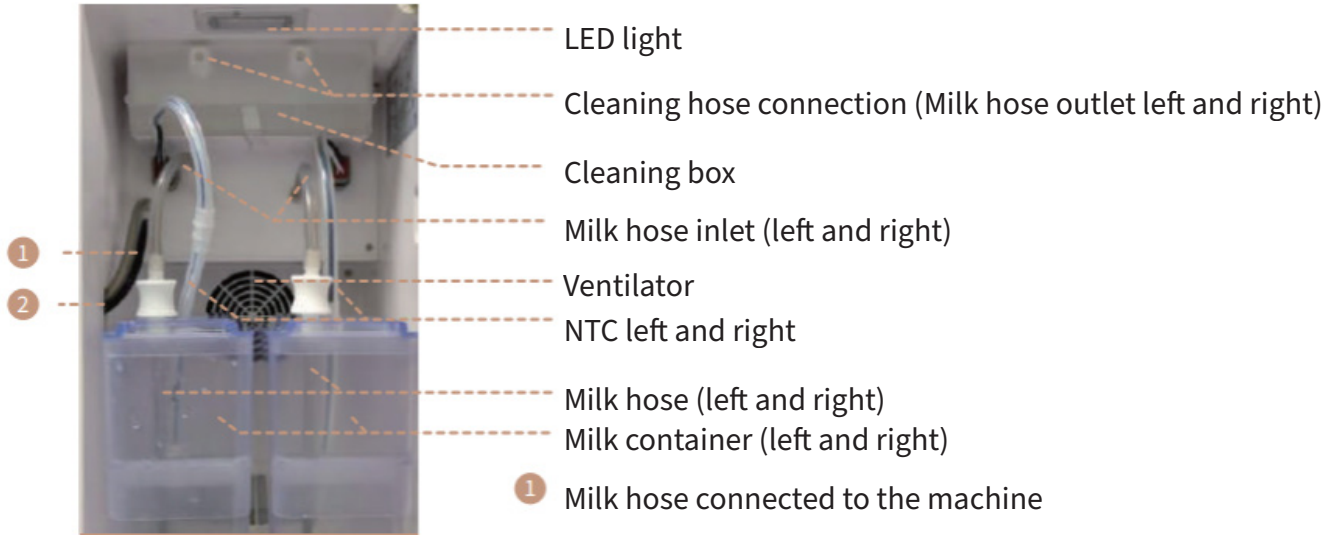 LED light
Cleaning hose connection (Milk hose outlet left and right)
Cleaning box
Milk hose inlet (left and right)
1
Ventilator
2
NTC left and right
Milk hose (left and right)
Milk container (left and right)
1 Milk hose connected to the machine